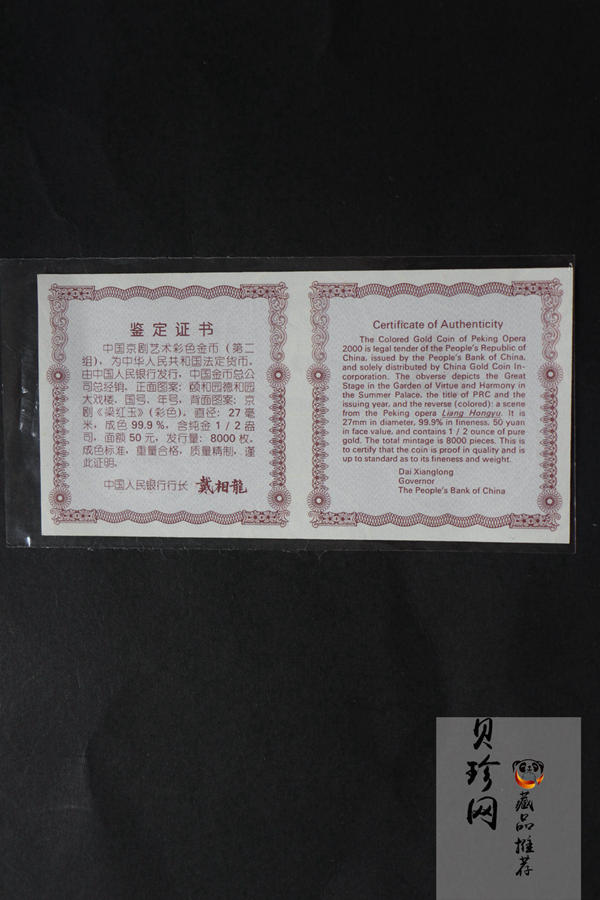 鉴定证书
中国京剧艺术彩色金币（第二
组），为中华人民共和国法定货币，
由中国人民银行发行，中国金币总公
司总经销。正面图案：颐和园德和园
大戏楼、国号、年号，背面图案：京
剧《梁红玉》（彩色），直径：27毫
米，成色99.9％，含纯金1/2盎
司，面额50元，发行量：8000枚。
成色标准，重量合格，质量精制，谨
此证明。
中国人民银行行长 戴相龍
Certificate of Authenticity
The Colored Gold Coin of Peking Opera
2000 is legal tender of the People's Republic of
China, issued by the People's Bank of China,
and solely distributed by China Gold Coin In-
corporation. The obverse depicts the Great
Stage in the Garden of Virtue and Harmony in
the Summer Palace, the title of PRC and the
issuing year, and the reverse (colored): a scene
from the Peking opera Liang Hongyu. It is
27mm in diameter, 99.9% in fineness, 50 yuan
in face value, and contains 1/2 ounce of pure
gold. The total mintage is 8000 pieces. This is
to certify that the coin is proof in quality and is
up to standard as to its fineness and weight.
Dai Xianglong
Governor
The People's Bank of China
贝珍网
藏品推荐